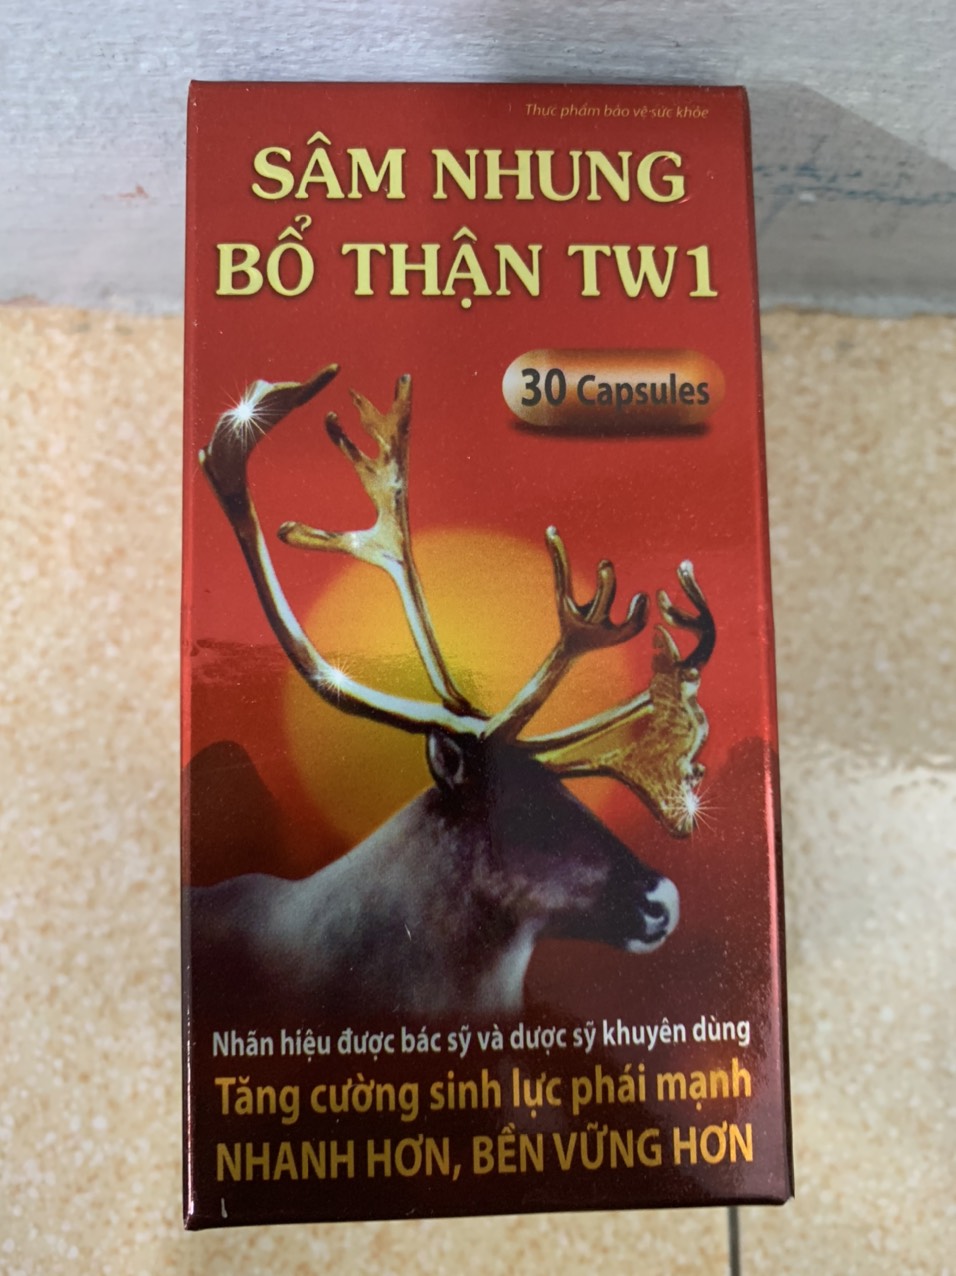 Thực phẩm bảo vệ sức khỏe
SÂM NHUNG
BỔ THẬN TW1
30 Capsules
Nhãn hiệu được bác sỹ và dược sỹ khuyên dùng
Tăng cường sinh lực phái mạnh
NHANH HƠN, BỀN VỮNG HƠN